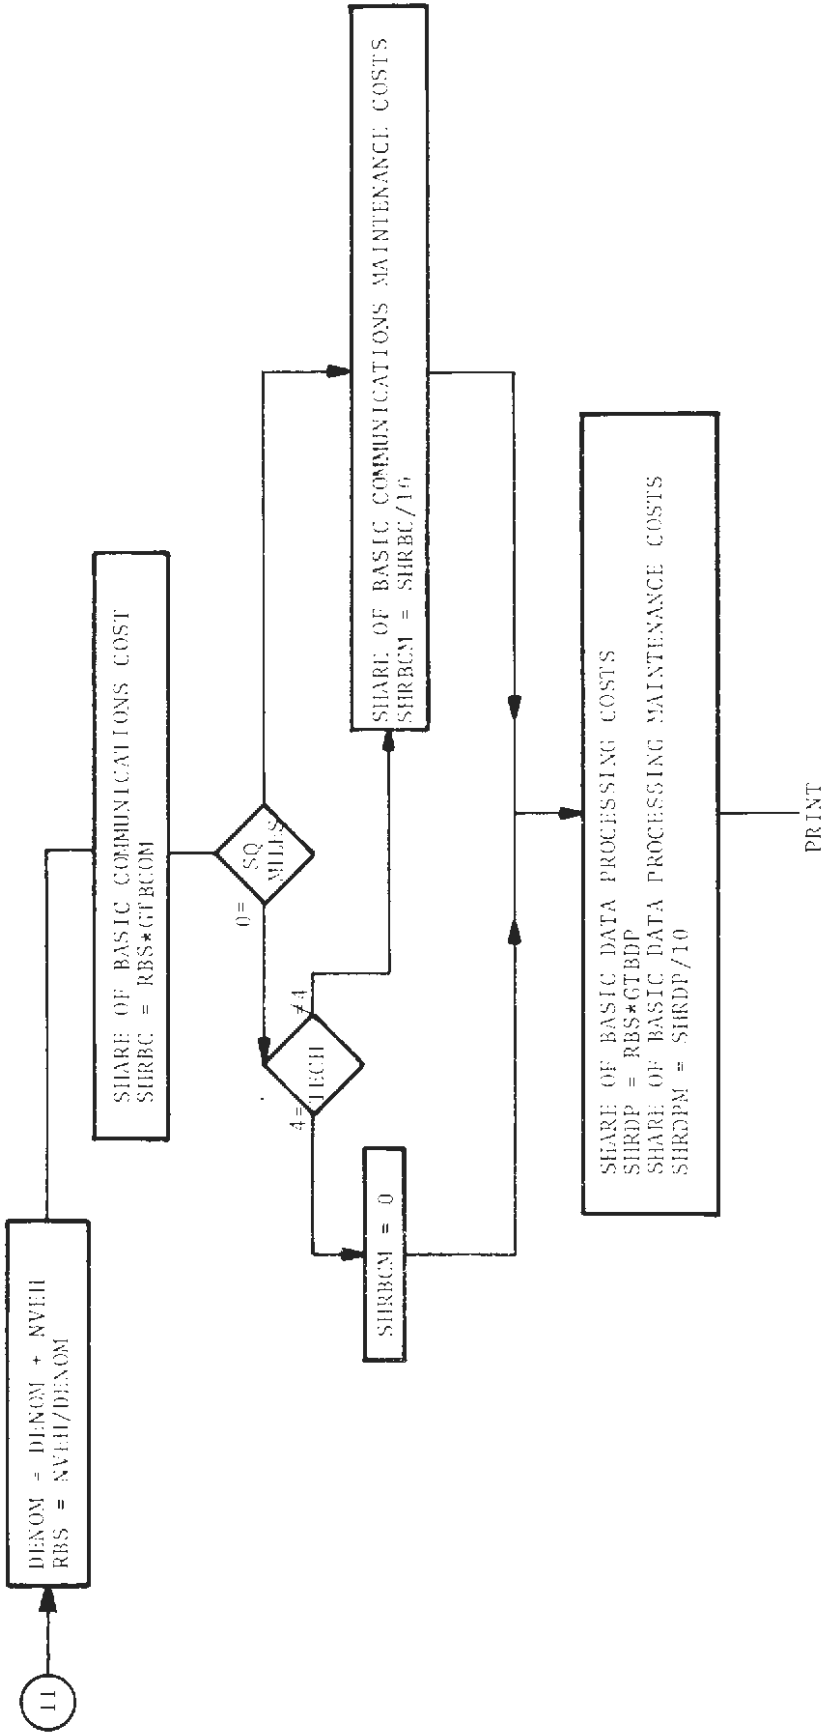 11
DENOM = DENOM + NVEH
RBS = NVEH/DENOM
SHARE OF BASIC COMMUNICATIONS COST
SHRBC = RBS*GTBCOM
SQ
MILES
0=
TECH
4=
≠4
SHRBCM = 0
SHARE OF BASIC COMMUNICATIONS MAINTENANCE COSTS
SHRBCM = SHRBC/10
SHARE OF BASIC DATA PROCESSING COSTS
SHRDP = RBS*GTBDP
SHARE OF BASIC DATA PROCESSING MAINTENANCE COSTS
SHRDPM = SHRDP/10
PRINT